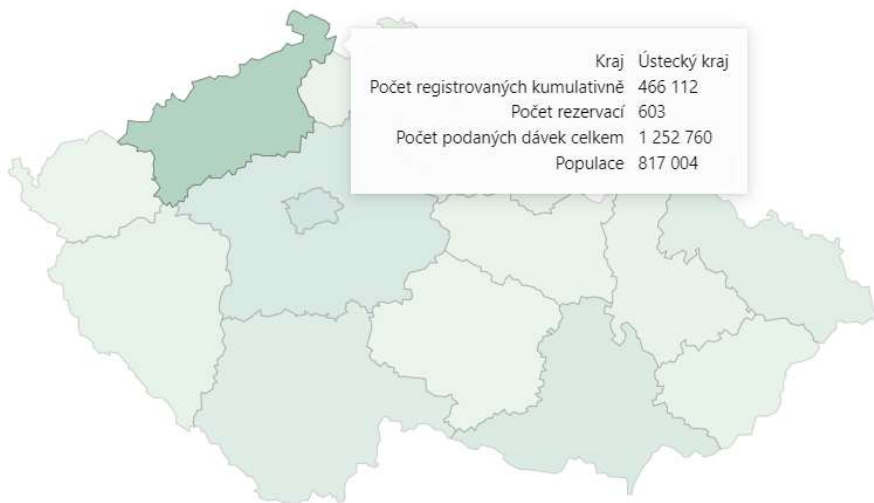 Kraj Ústecký kraj
Počet registrovaných kumulativně 466 112
Počet rezervací 603
Počet podaných dávek celkem 1 252 760
Populace 817 004